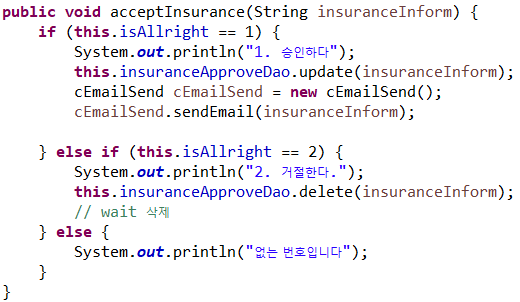 public void acceptInsurance(String insuranceInform) {
if (this.isAllright == 1) {
System.out.println("1. 승인하다");
this.insuranceApproveDao.update(insuranceInform);
cEmailSend cEmailSend = new cEmailSend();
cEmailSend.sendEmail(insuranceInform);
} else if (this.isAllright == 2) {
System.out.println("2. 거절한다.");
this.insuranceApproveDao.delete(insuranceInform);
// wait 삭제
} else {
System.out.println("없는 번호입니다");
}
}